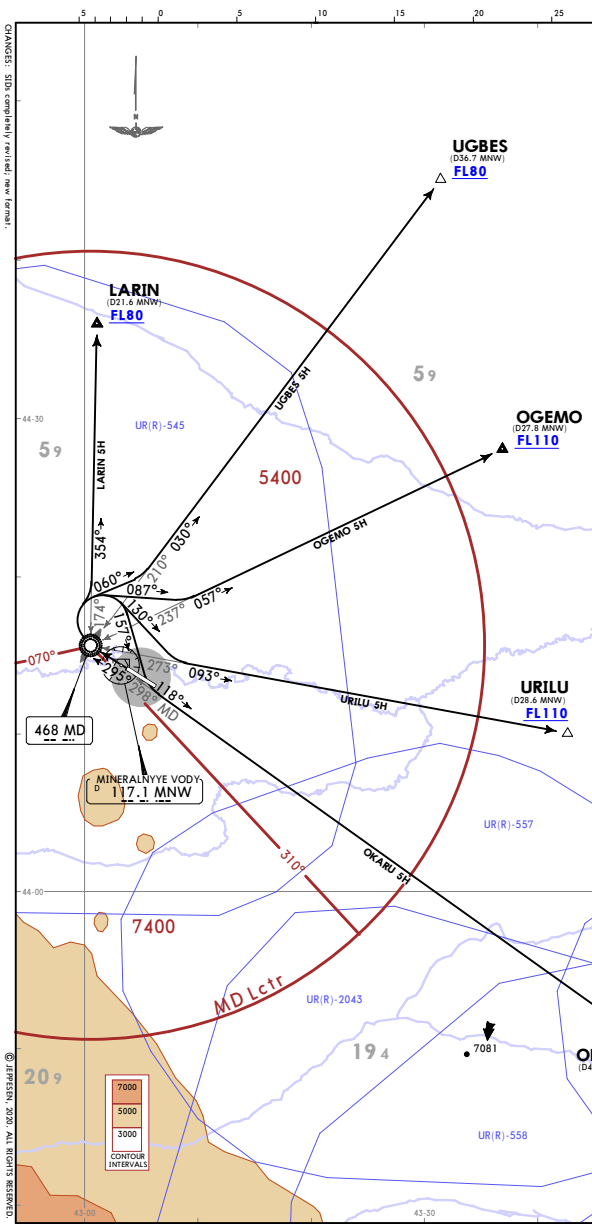 5 0 5 10 15 20 25
CHANGES: SIDs completely revised; new format.
UGBES
(D36.7 MNW)
FL80
LARIN
(D21.6 MNW)
FL80
59
UGBES 5H
44-30
UR(R)-545
OGEMO
(D27.8 MNW)
FL110
59
LARIN 5H
5400
OGEMO 5H
354°
030°
210°
060°
087°
057°
237°
174°
130°
157°
070°
273°
093°
295°
298° MD
118°
URILU 5H
URILU
(D28.6 MNW)
FL110
468 MD
MINERALNYYE VODY
D 117.1 MNW
UR(R)-557
310°
OKARU 5H
44-00
7400
MD Lctr
UR(R)-2043
194
7081
O
(D4
209
7000
5000
3000
CONTOUR
INTERVALS
UR(R)-558
43-00
43-30
© JEPPESEN, 2020. ALL RIGHTS RESERVED.